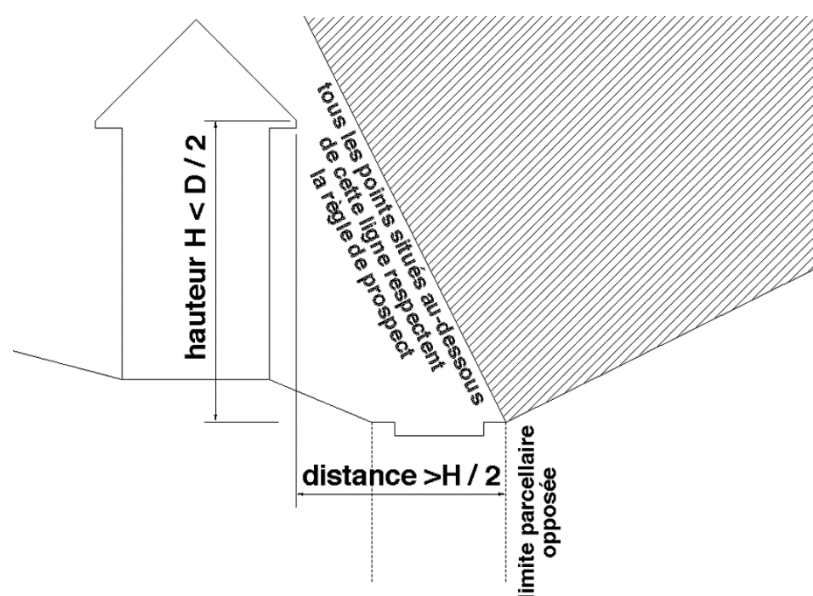 hauteur H < D / 2
tous les points situés au-dessous
de cette ligne respectent
la règle de prospect
distance >H / 2
limite parcellaire
opposée